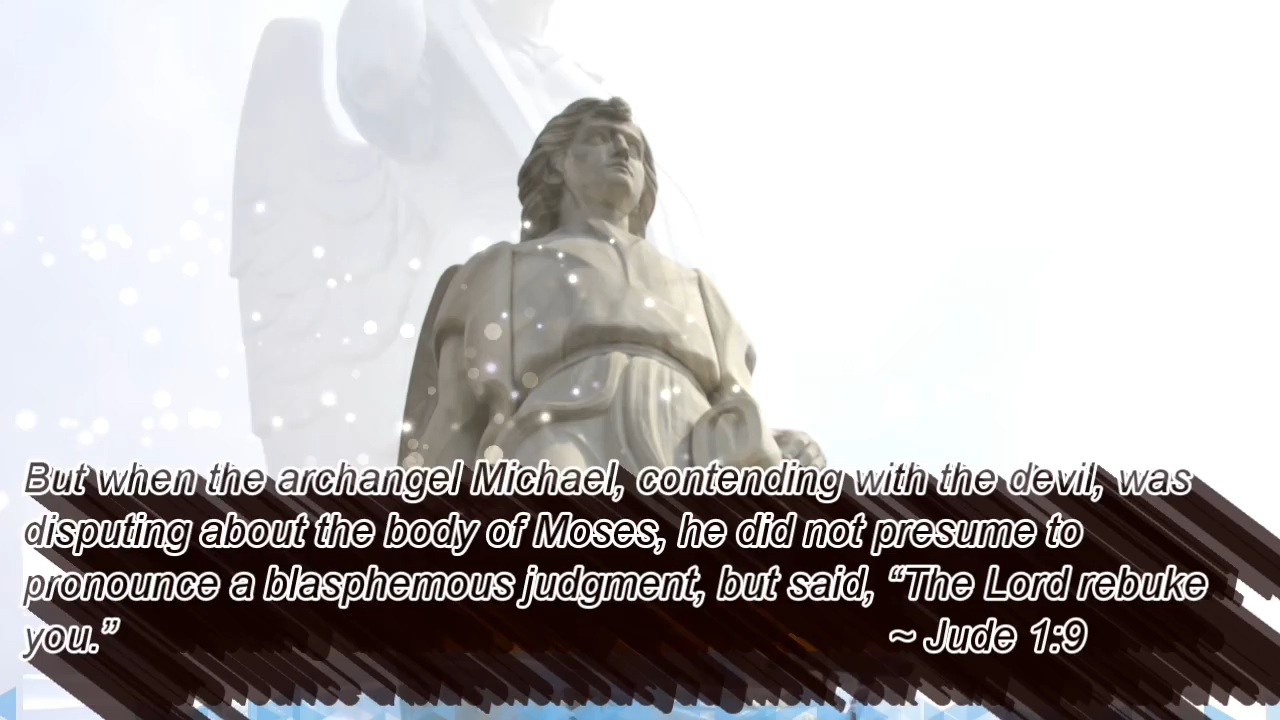 But when the archangel Michael, contending with the devil, was
disputing about the body of Moses, he did not presume to
pronounce a blasphemous judgment, but said, “The Lord rebuke
you.” ~ Jude 1:9